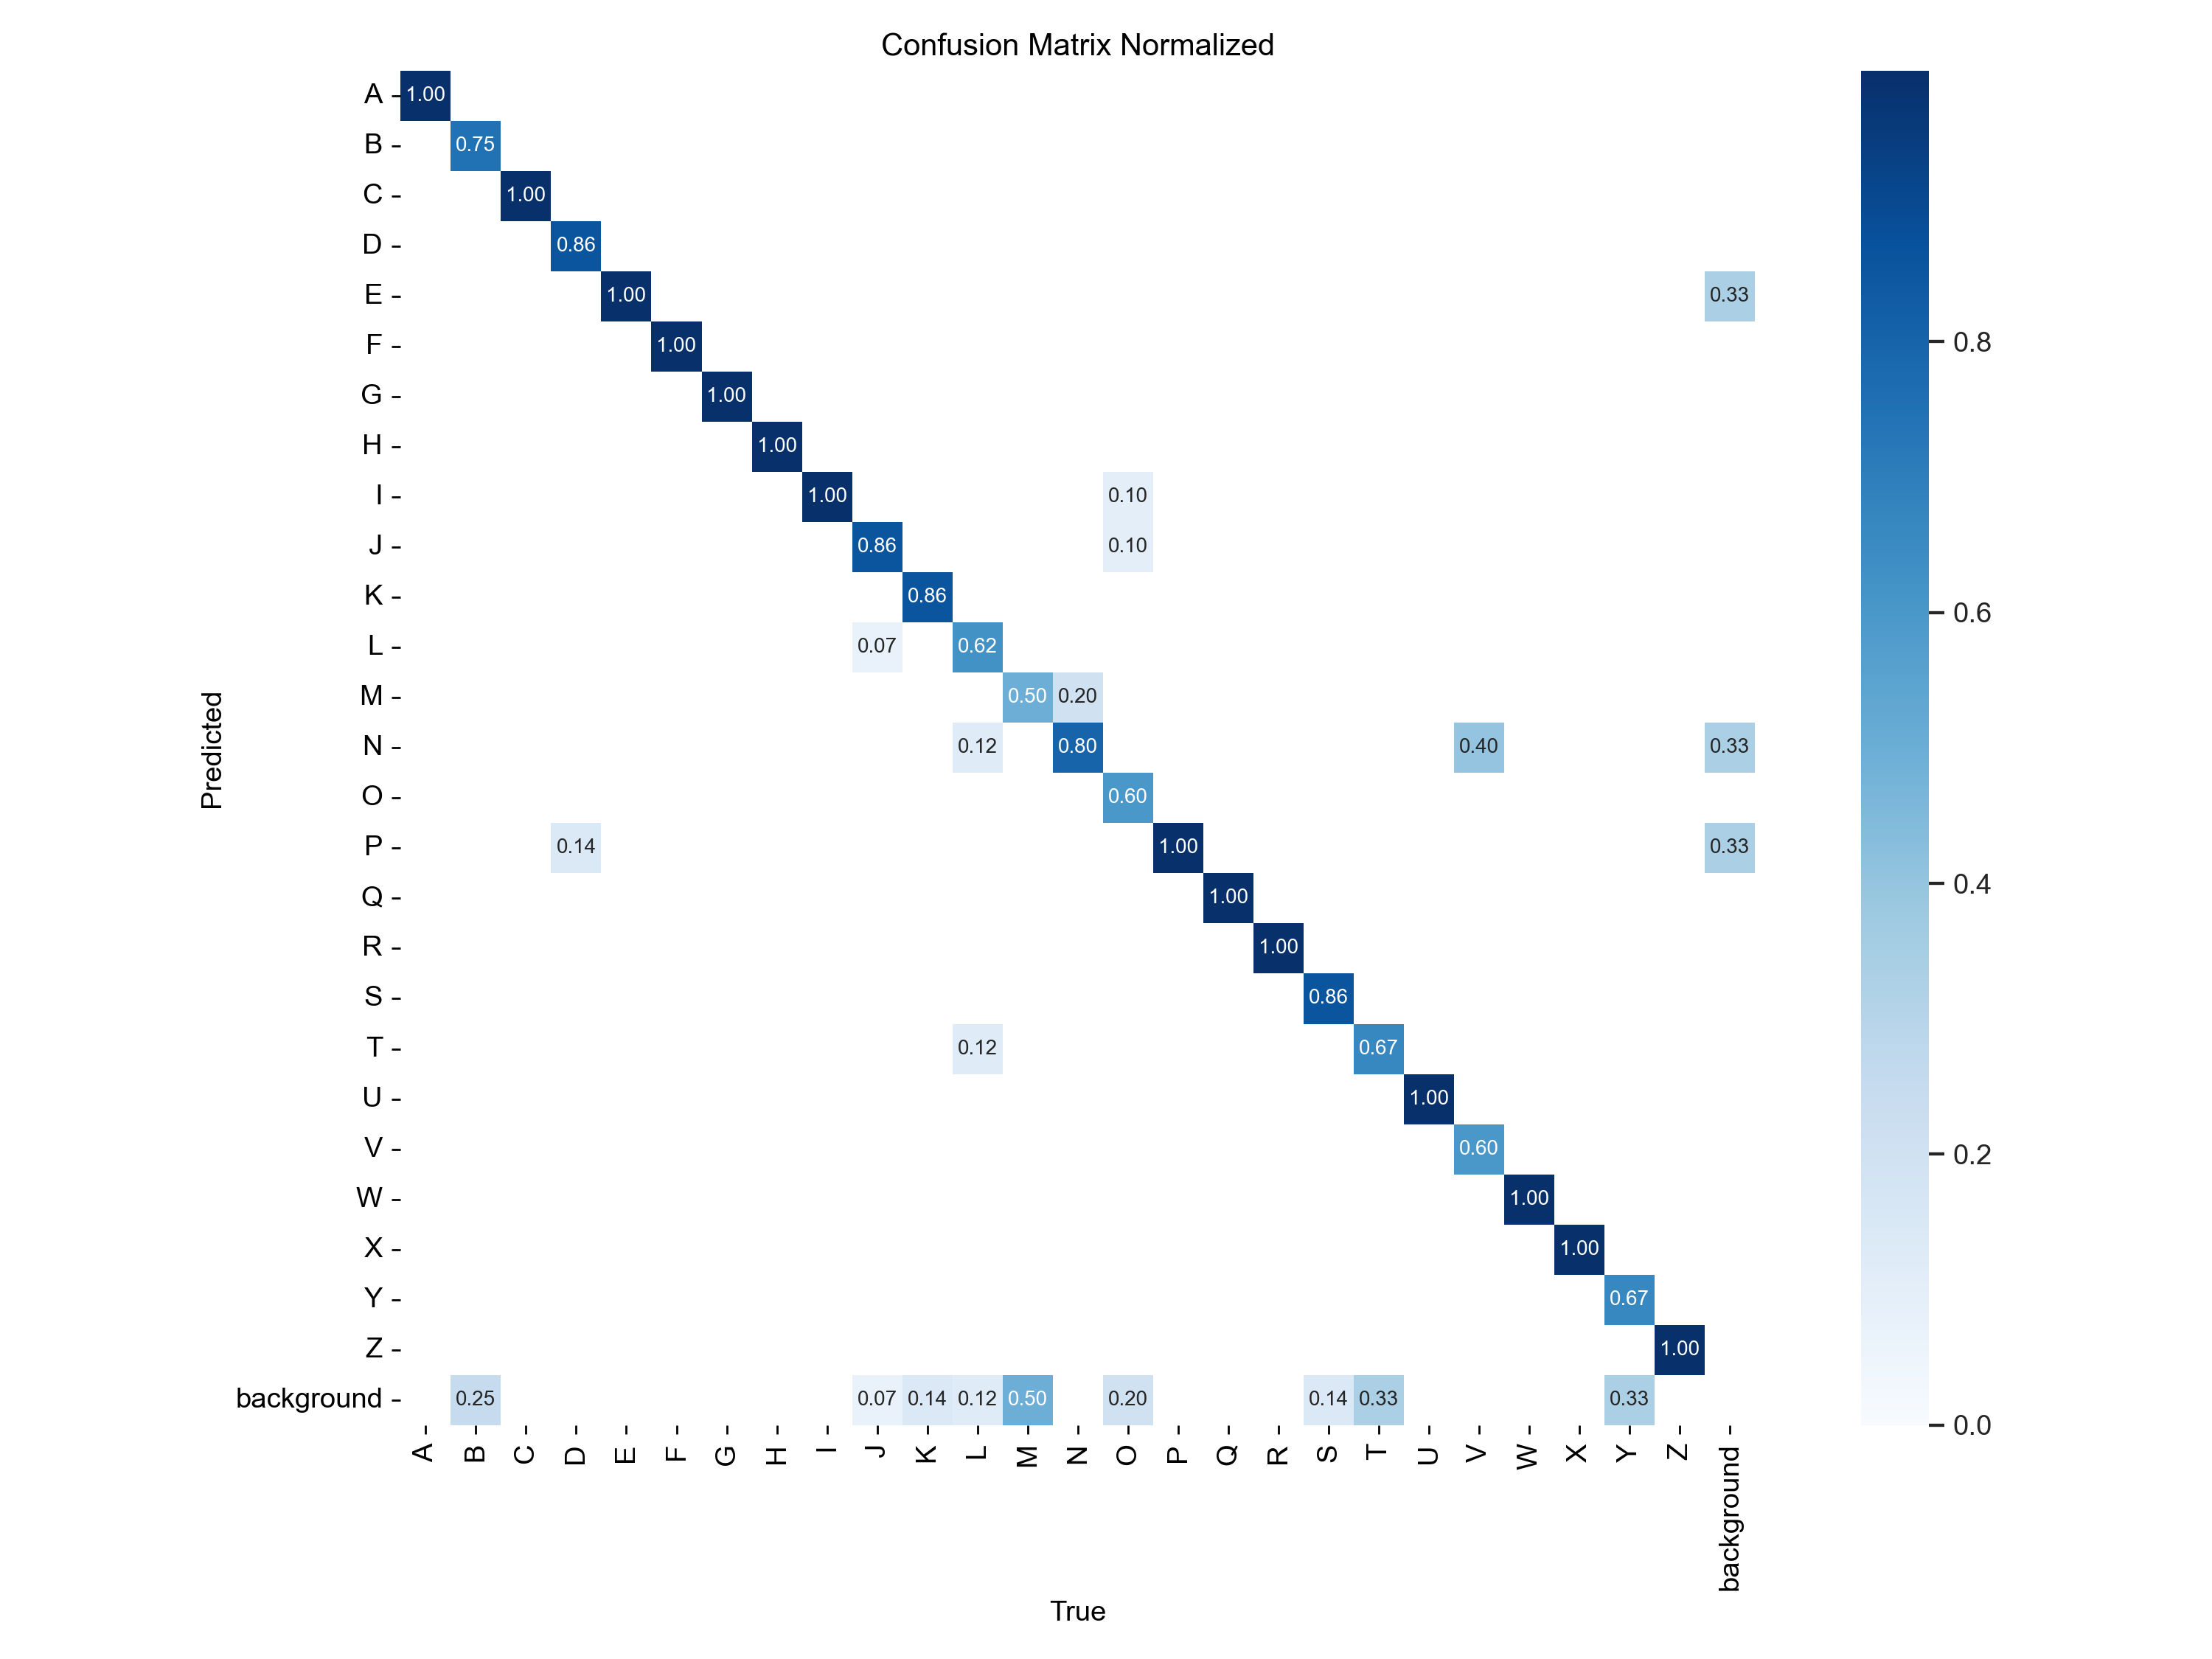 Confusion Matrix Normalized
A 1.00
B 0.75
C 1.00
D 0.86
E 1.00 0.33
F 1.00
G 1.00
H 1.00
I 1.00 0.10
J 0.86 0.10
K 0.86
L 0.07 0.62
M 0.50 0.20
N 0.12 0.80 0.40 0.33
O 0.60
P 0.14 1.00 0.33
Q 1.00
R 1.00
S 0.86
T 0.12 0.67
U 1.00
V 0.60
W 1.00
X 1.00
Y 0.67
Z 1.00
background 0.25 0.07 0.14 0.12 0.50 0.20 0.14 0.33 0.33
A B C D E F G H I J K L M N O P Q R S T U V W X Y Z background
True
Predicted
0.8
0.6
0.4
0.2
0.0